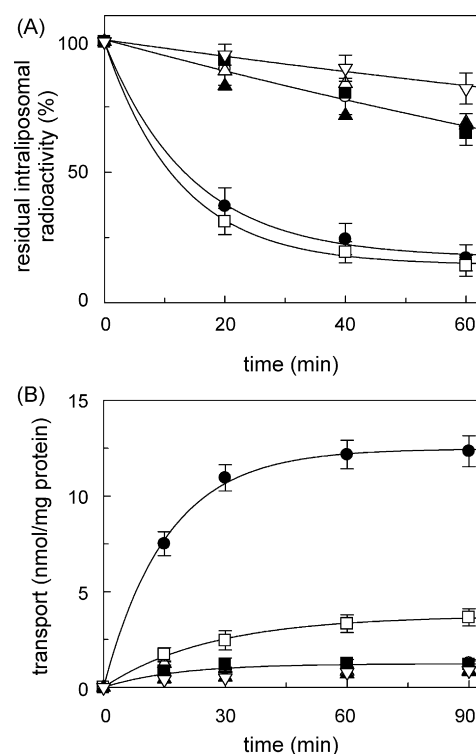 (A)
residual intraliposomal
radioactivity (%)
100
50
0
0 20 40 60
time (min)
(B)
transport (nmol/mg protein)
15
10
5
0
0 30 60 90
time (min)